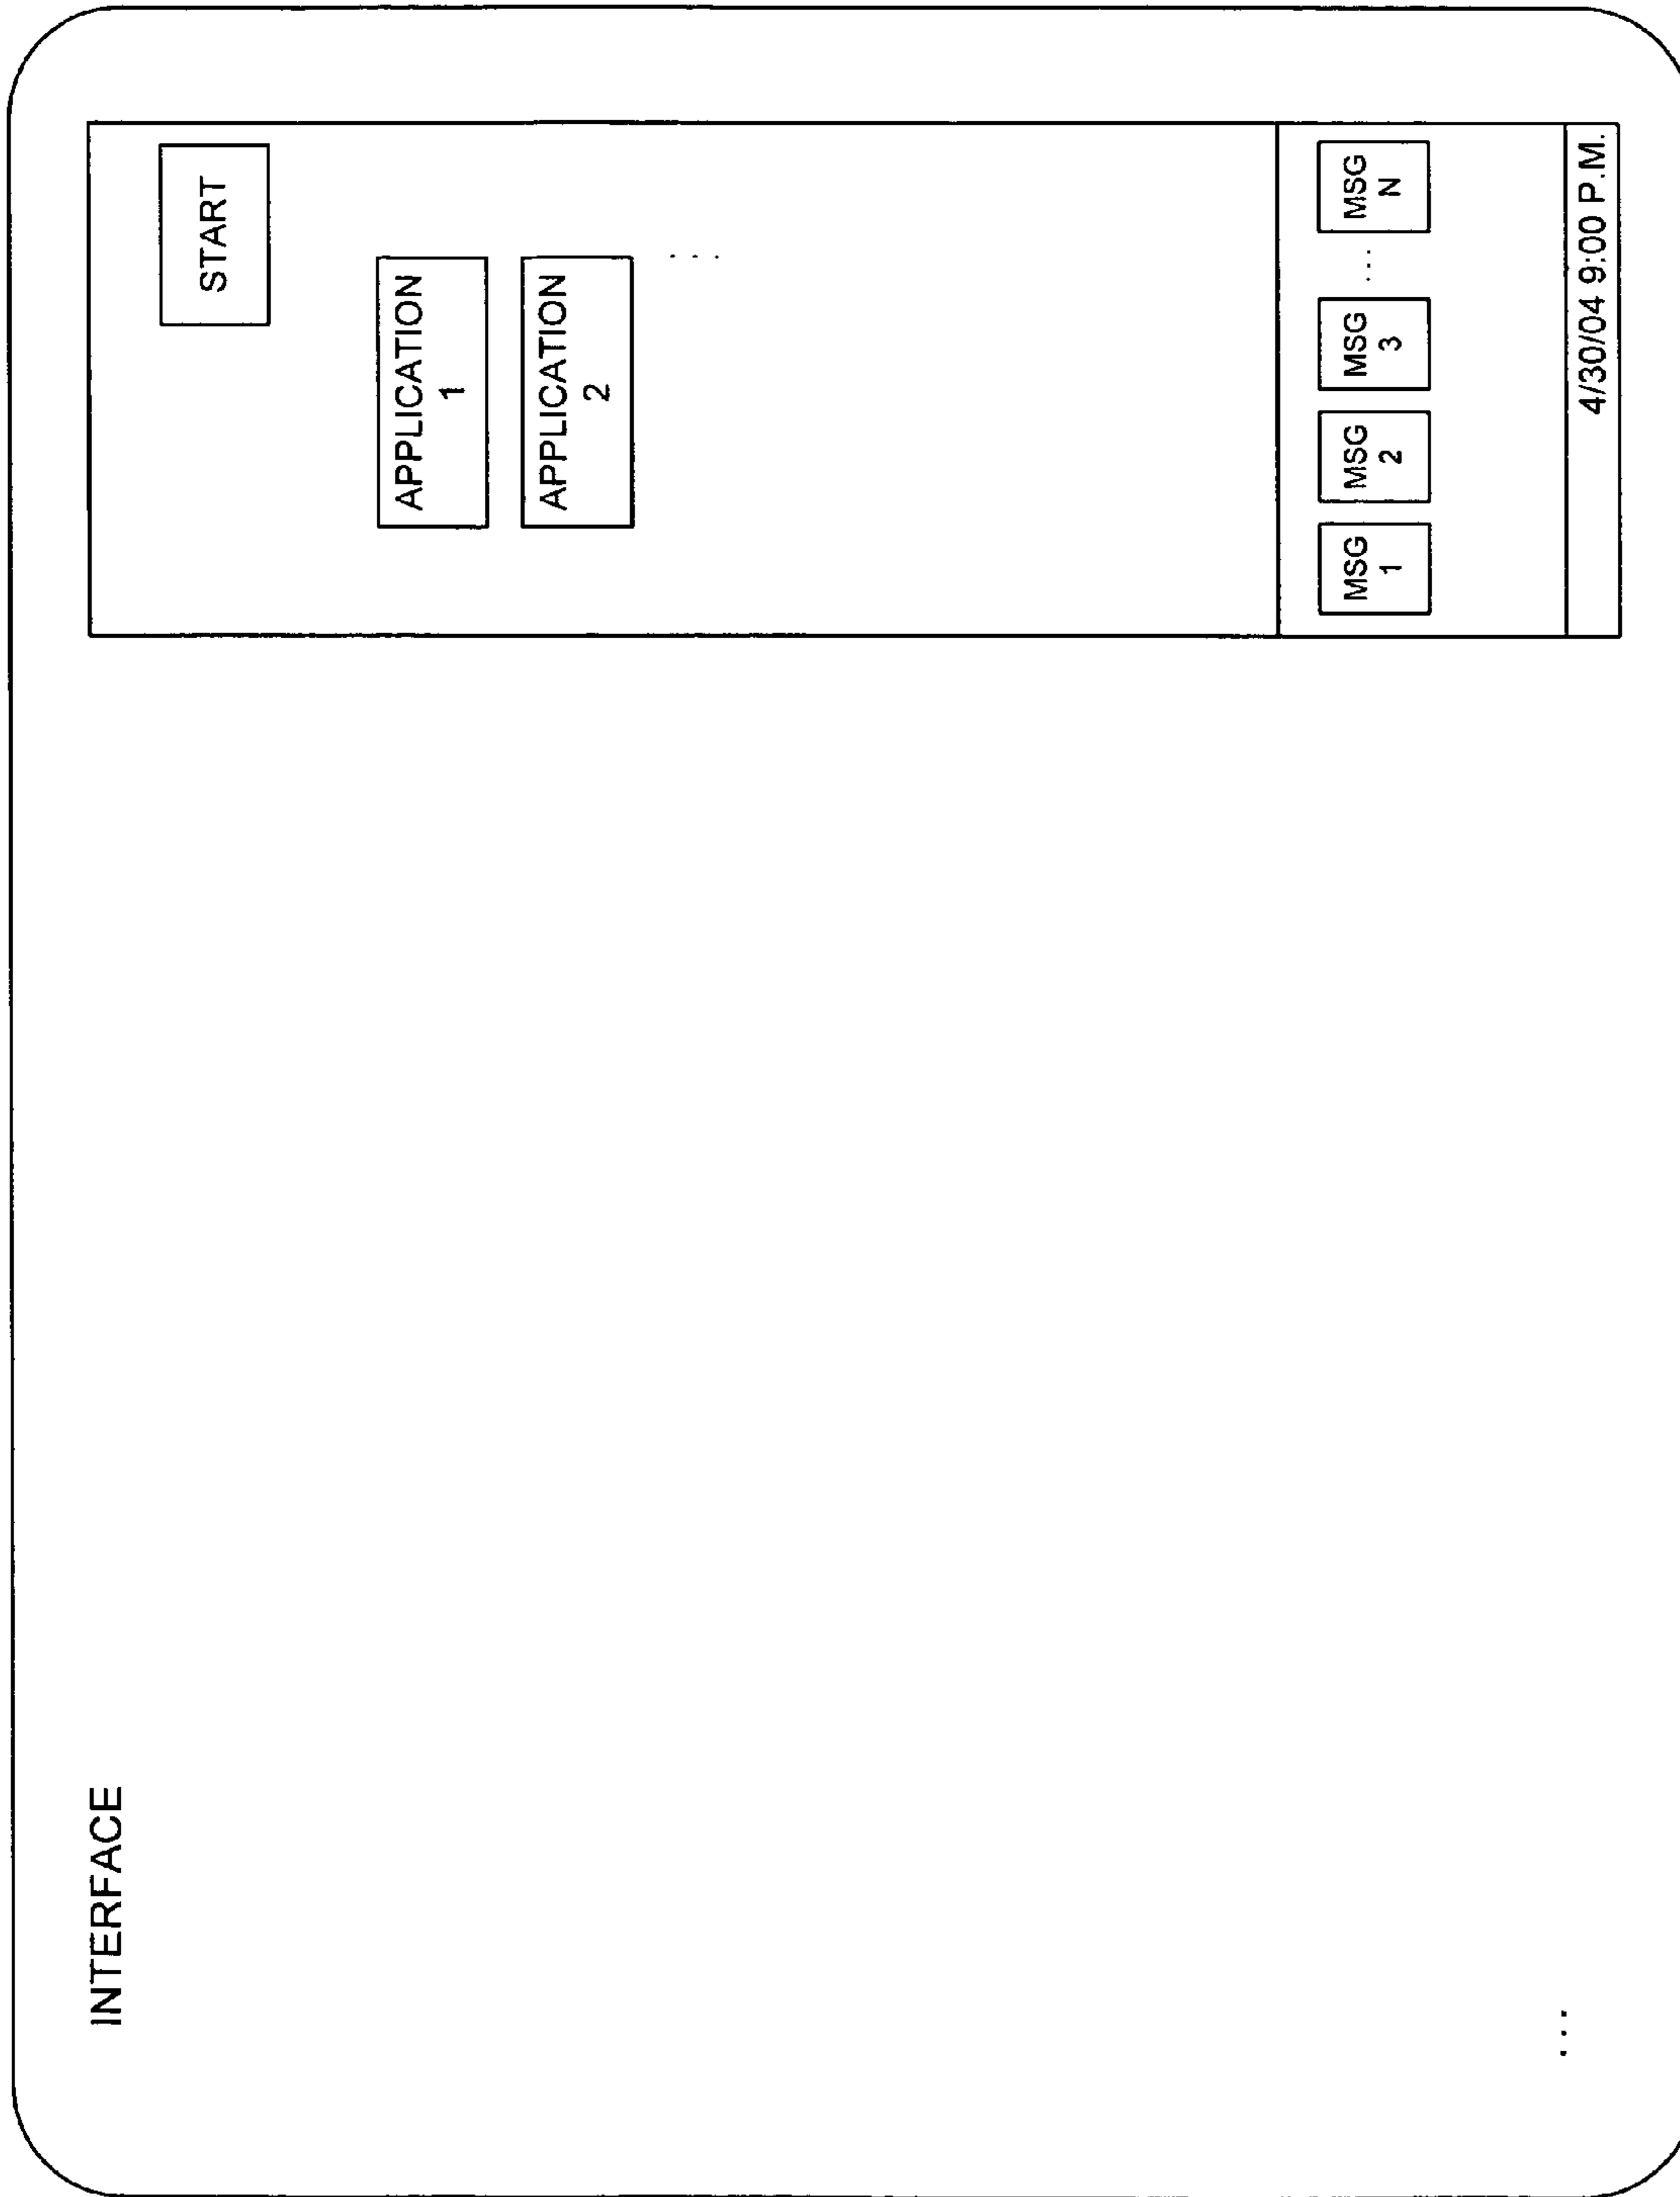 INTERFACE
START
APPLICATION
1
APPLICATION
2
...
MSG
1
MSG
2
MSG
3
...
MSG
N
4/30/04 9:00 P.M.
...